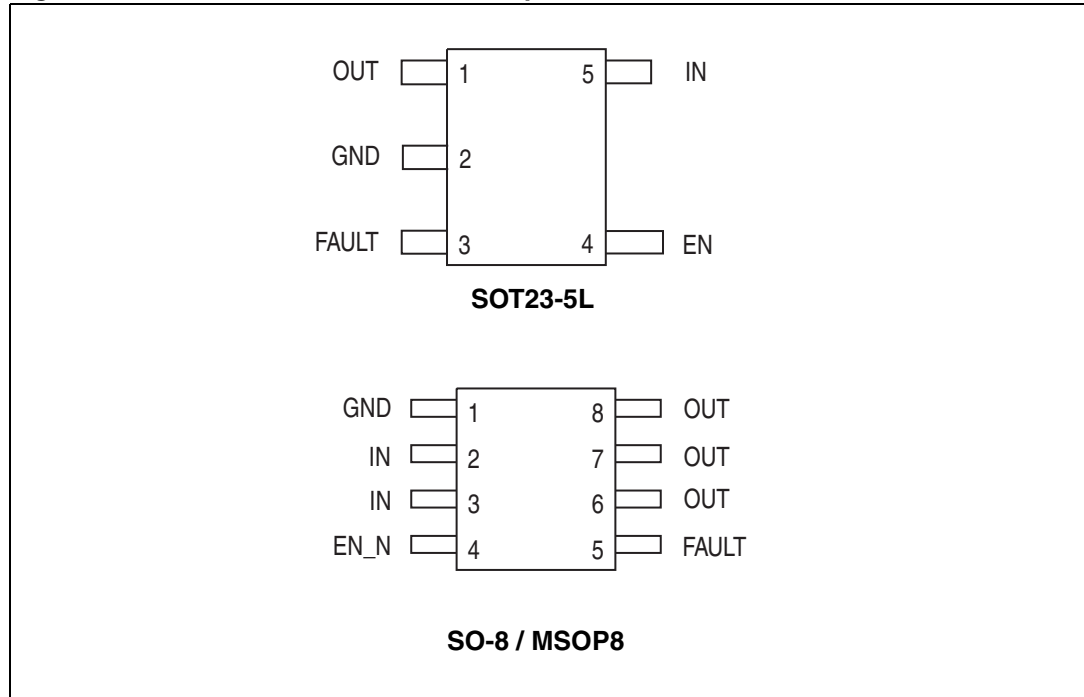 OUT 1 5 IN
GND 2
FAULT 3 4 EN
SOT23-5L
GND 1 8 OUT
IN 2 7 OUT
IN 3 6 OUT
EN_N 4 5 FAULT
SO-8 / MSOP8